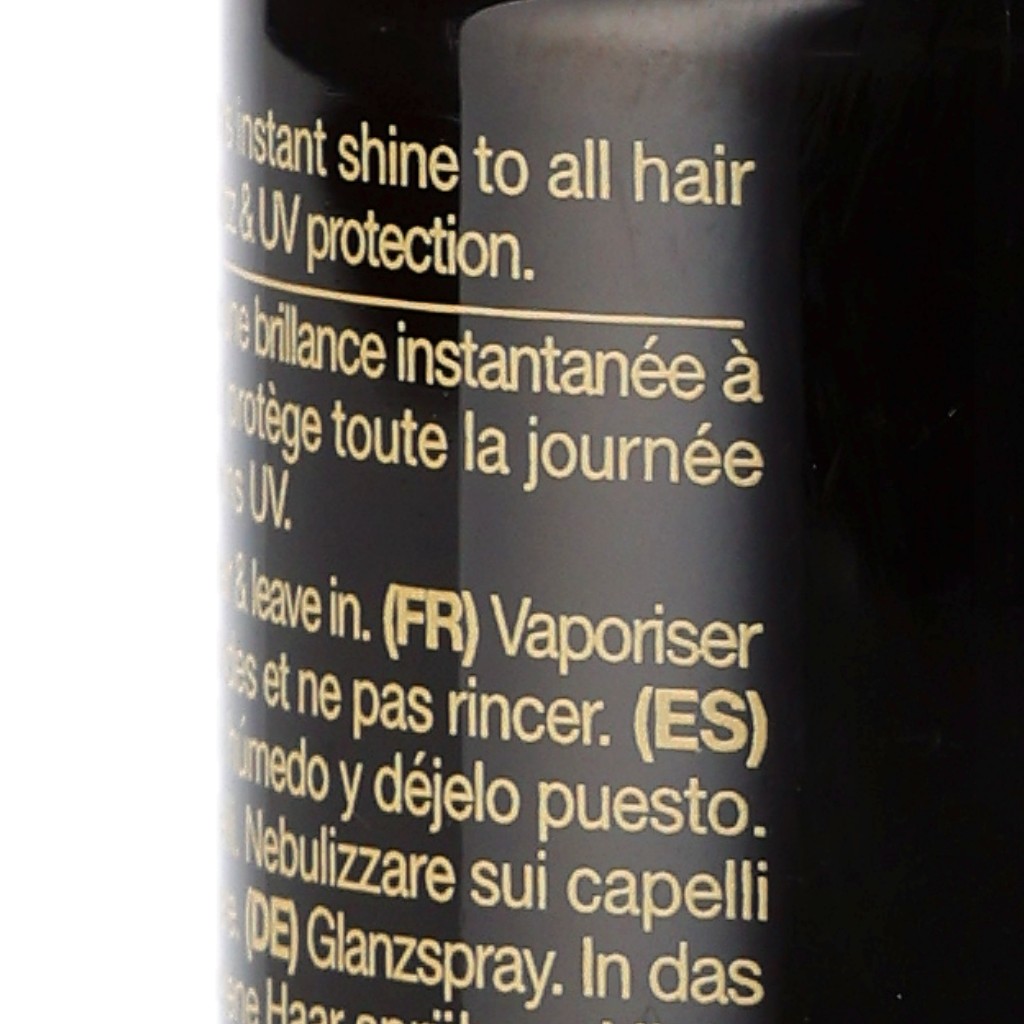 instant shine to all hair
& UV protection.
brillance instantanée à
protège toute la journée
UV.
& leave in. (FR) Vaporiser
et ne pas rincer. (ES)
y déjelo puesto.
Nebulizzare sui capelli
(DE) Glanzspray. In das
Haar